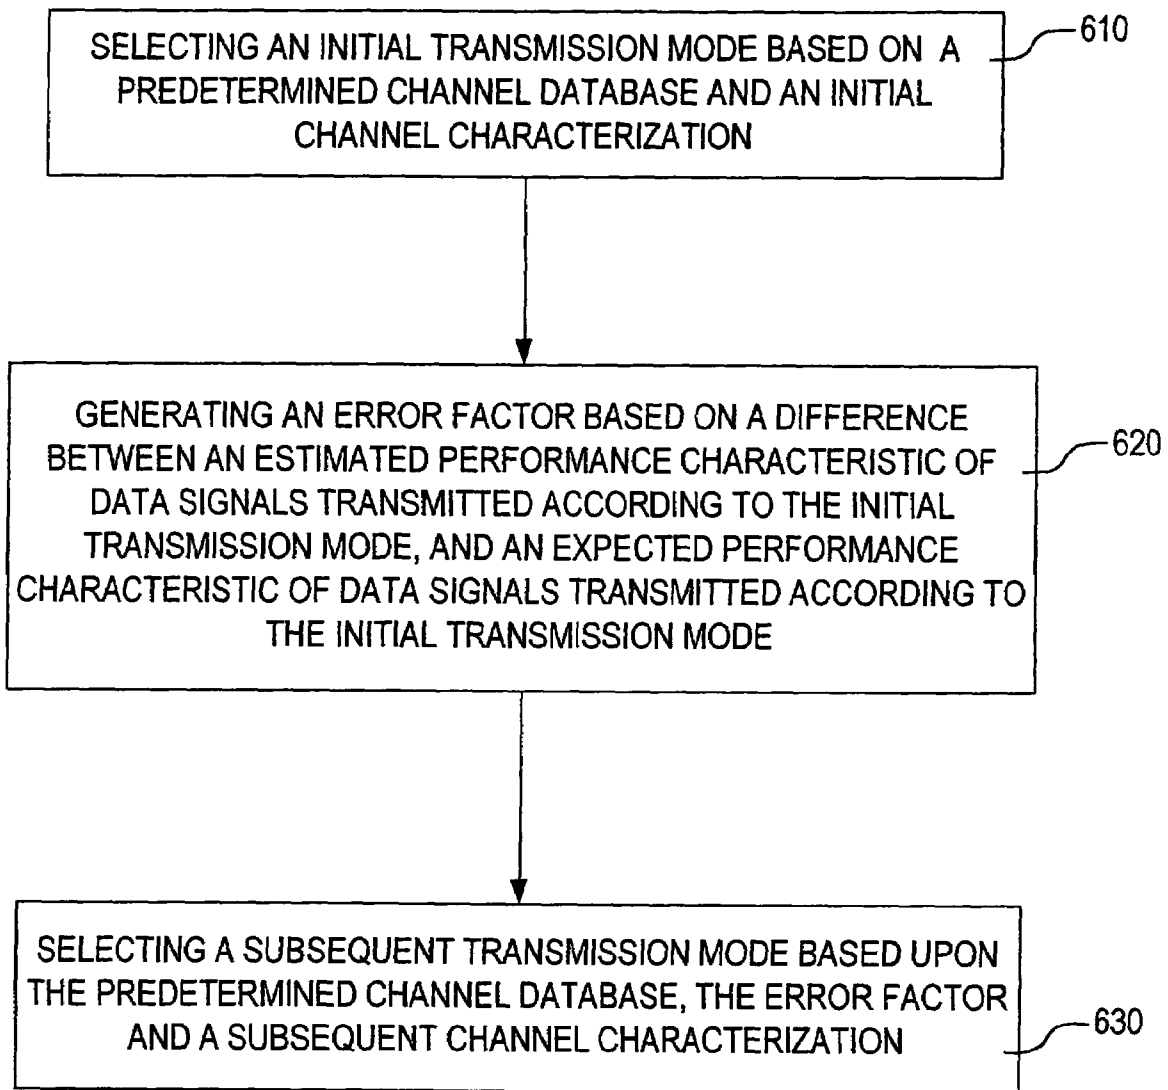 SELECTING AN INITIAL TRANSMISSION MODE BASED ON A
PREDETERMINED CHANNEL DATABASE AND AN INITIAL
CHANNEL CHARACTERIZATION
610
GENERATING AN ERROR FACTOR BASED ON A DIFFERENCE
BETWEEN AN ESTIMATED PERFORMANCE CHARACTERISTIC OF
DATA SIGNALS TRANSMITTED ACCORDING TO THE INITIAL
TRANSMISSION MODE, AND AN EXPECTED PERFORMANCE
CHARACTERISTIC OF DATA SIGNALS TRANSMITTED ACCORDING TO
THE INITIAL TRANSMISSION MODE
620
SELECTING A SUBSEQUENT TRANSMISSION MODE BASED UPON
THE PREDETERMINED CHANNEL DATABASE, THE ERROR FACTOR
AND A SUBSEQUENT CHANNEL CHARACTERIZATION
630